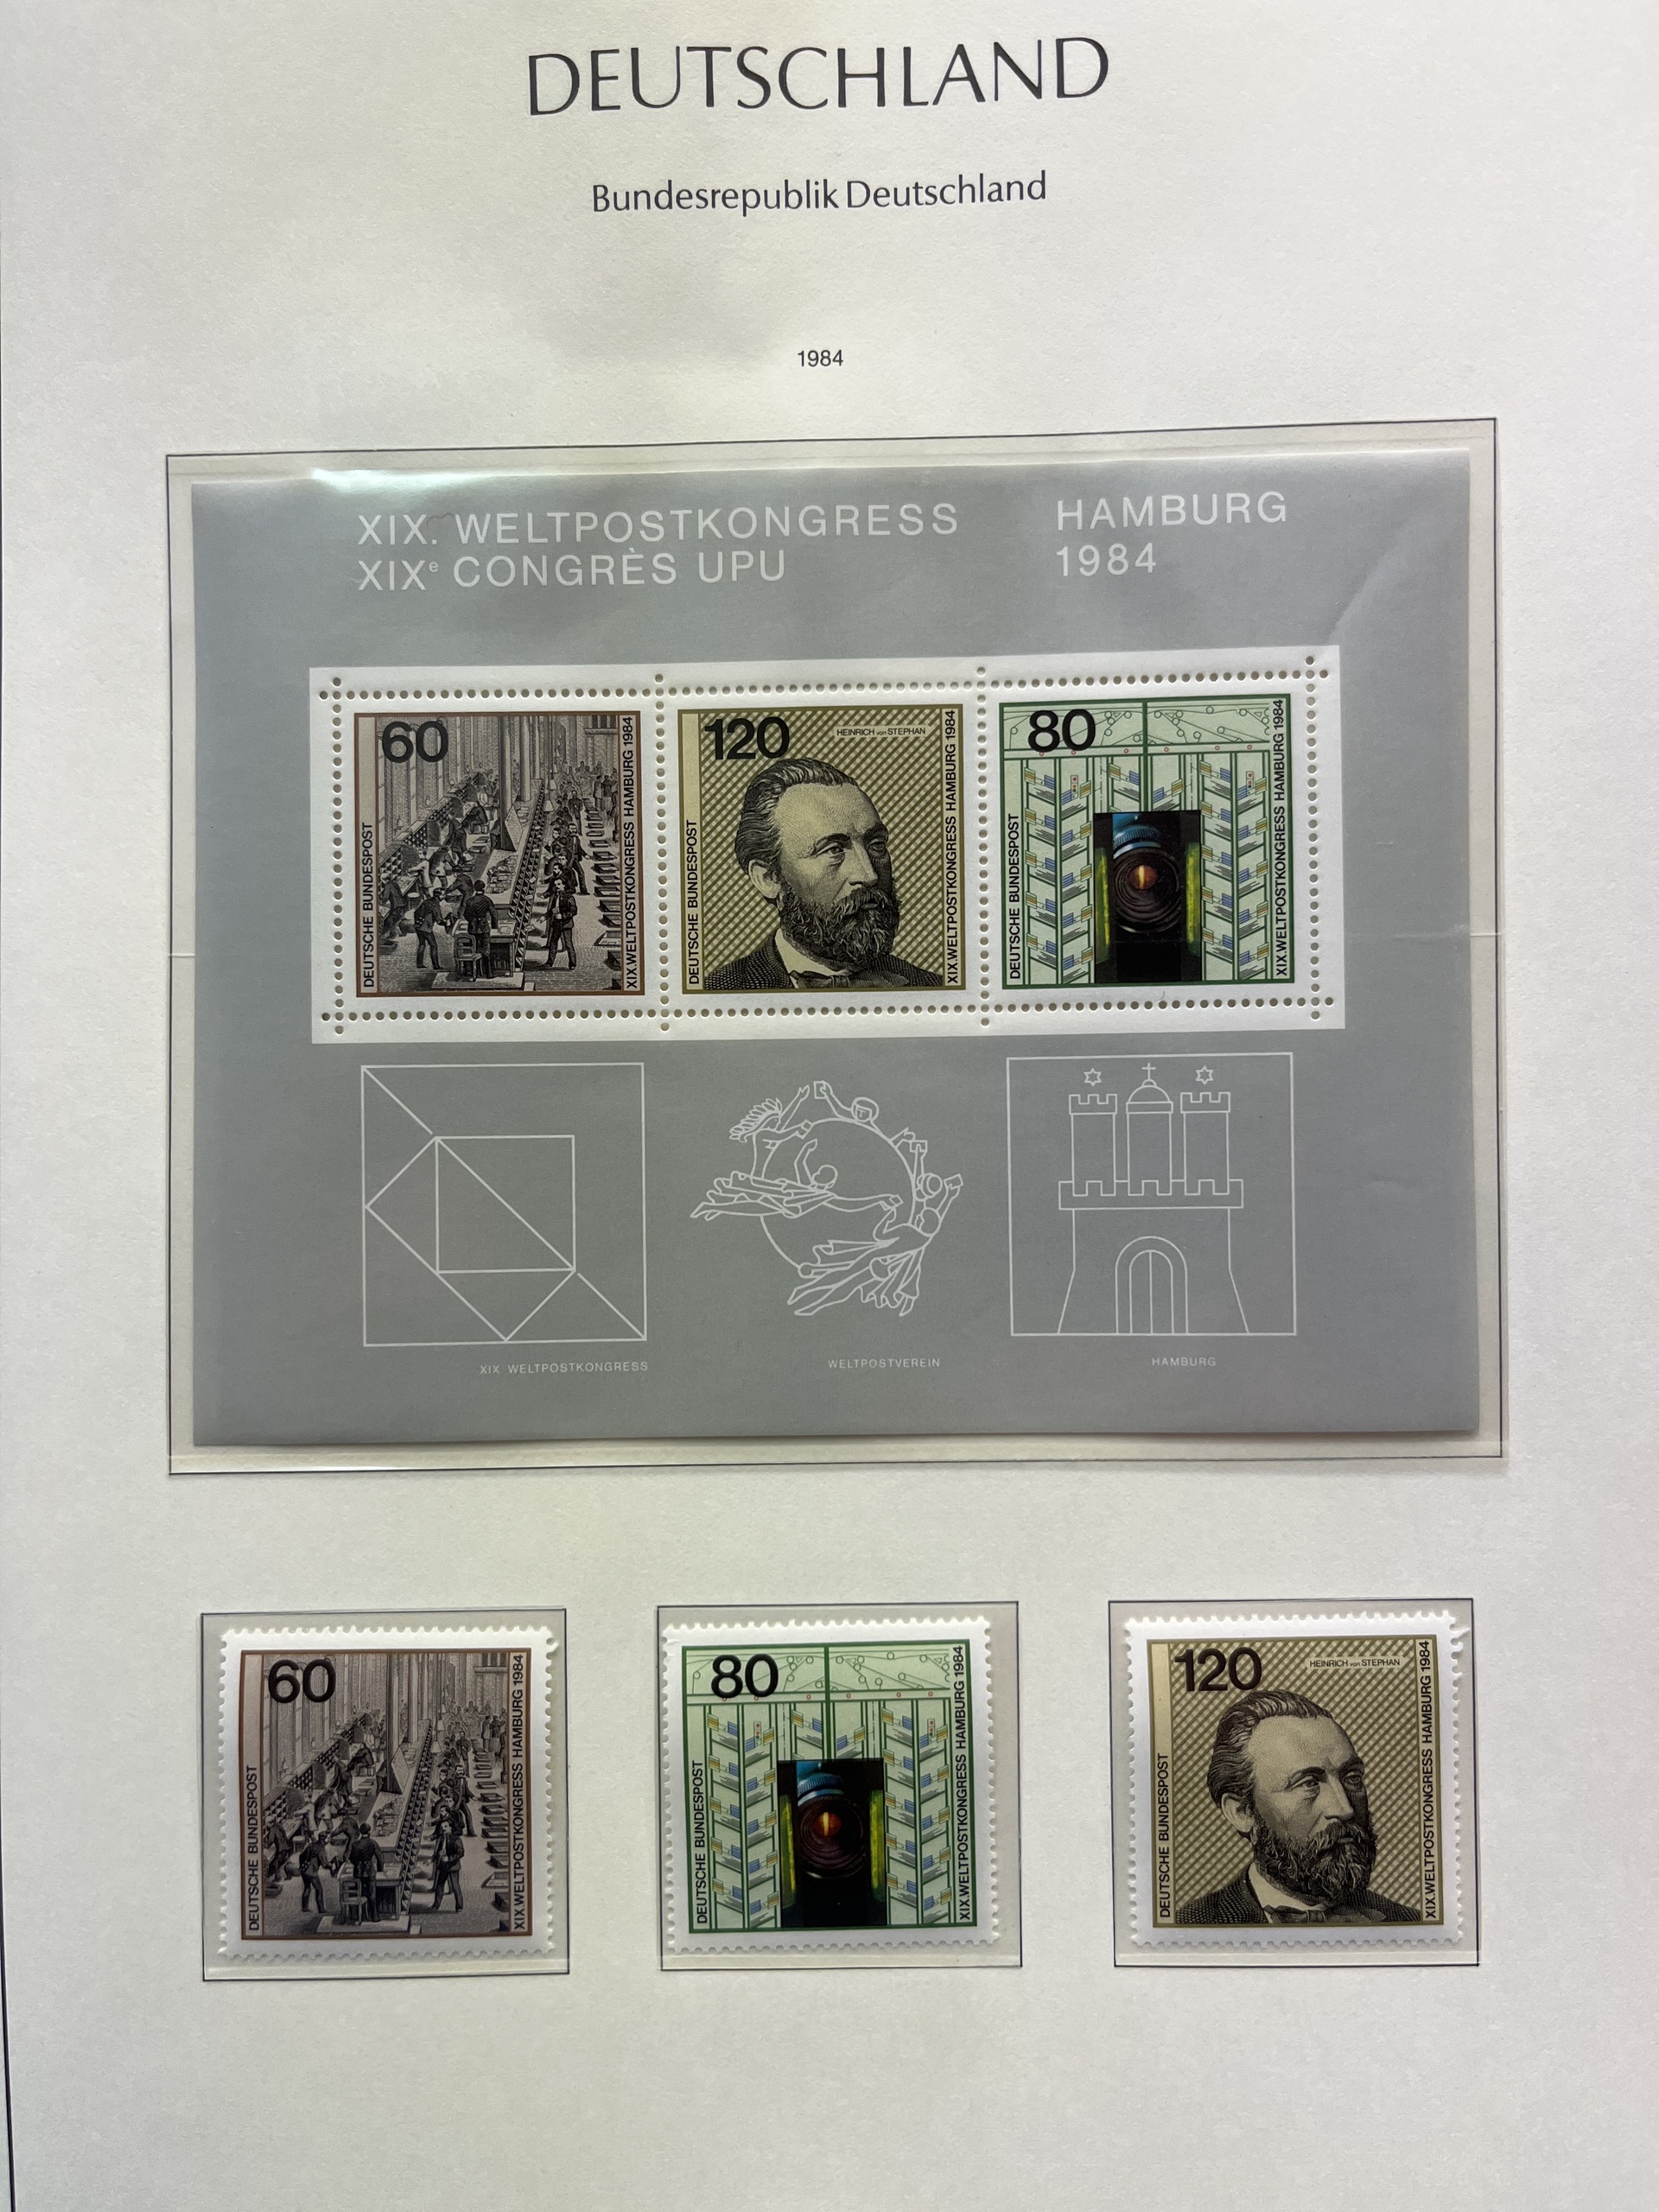 DEUTSCHLAND
Bundesrepublik Deutschland
1984
XIX. WELTPOSTKONGRESS HAMBURG
XIXe CONGRÈS UPU 1984
60
DEUTSCHE BUNDESPOST
XIX.WELTPOSTKONGRESS HAMBURG 1984
120
HEINRICH von STEPHAN
DEUTSCHE BUNDESPOST
XIX.WELTPOSTKONGRESS HAMBURG 1984
80
DEUTSCHE BUNDESPOST
XIX.WELTPOSTKONGRESS HAMBURG 1984
XIX. WELTPOSTKONGRESS
WELTPOSTVEREIN
HAMBURG
60
DEUTSCHE BUNDESPOST
XIX.WELTPOSTKONGRESS HAMBURG 1984
80
DEUTSCHE BUNDESPOST
XIX.WELTPOSTKONGRESS HAMBURG 1984
120
HEINRICH von STEPHAN
DEUTSCHE BUNDESPOST
XIX.WELTPOSTKONGRESS HAMBURG 1984